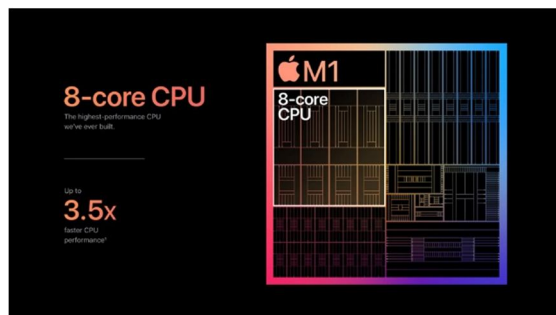 8-core CPU
The highest-performance CPU
we've ever built.
Up to
3.5x
faster CPU
performance¹
M1
8-core
CPU